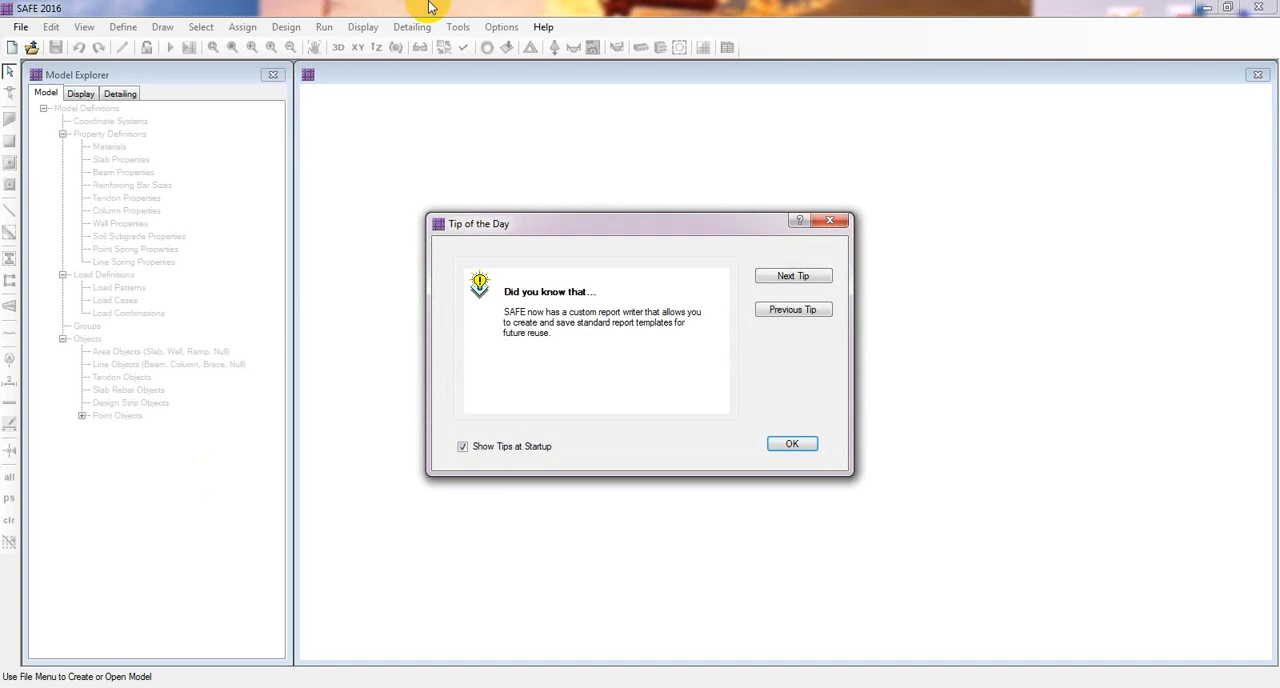 SAFE 2016
File Edit View Define Draw Select Assign Design Run Display Detailing Tools Options Help
3D XY
Model Explorer
Model Display Detailing
Model Definitions
Coordinate Systems
Property Definitions
Materials
Slab Properties
Beam Properties
Reinforcing Bar Sizes
Tendon Properties
Column Properties
Wall Properties
Soil Subgrade Properties
Point Spring Properties
Line Spring Properties
Load Definitions
Load Patterns
Load Cases
Load Combinations
Groups
Objects
Area Objects (Slab, Wall, Ramp, Null)
Line Objects (Beam, Column, Brace, Null)
Tendon Objects
Slab Rebar Objects
Design Strip Objects
Point Objects
all
ps
clr
Tip of the Day
Did you know that...
SAFE now has a custom report writer that allows you
to create and save standard report templates for
future reuse.
Next Tip
Previous Tip
Show Tips at Startup
OK
Use File Menu to Create or Open Model